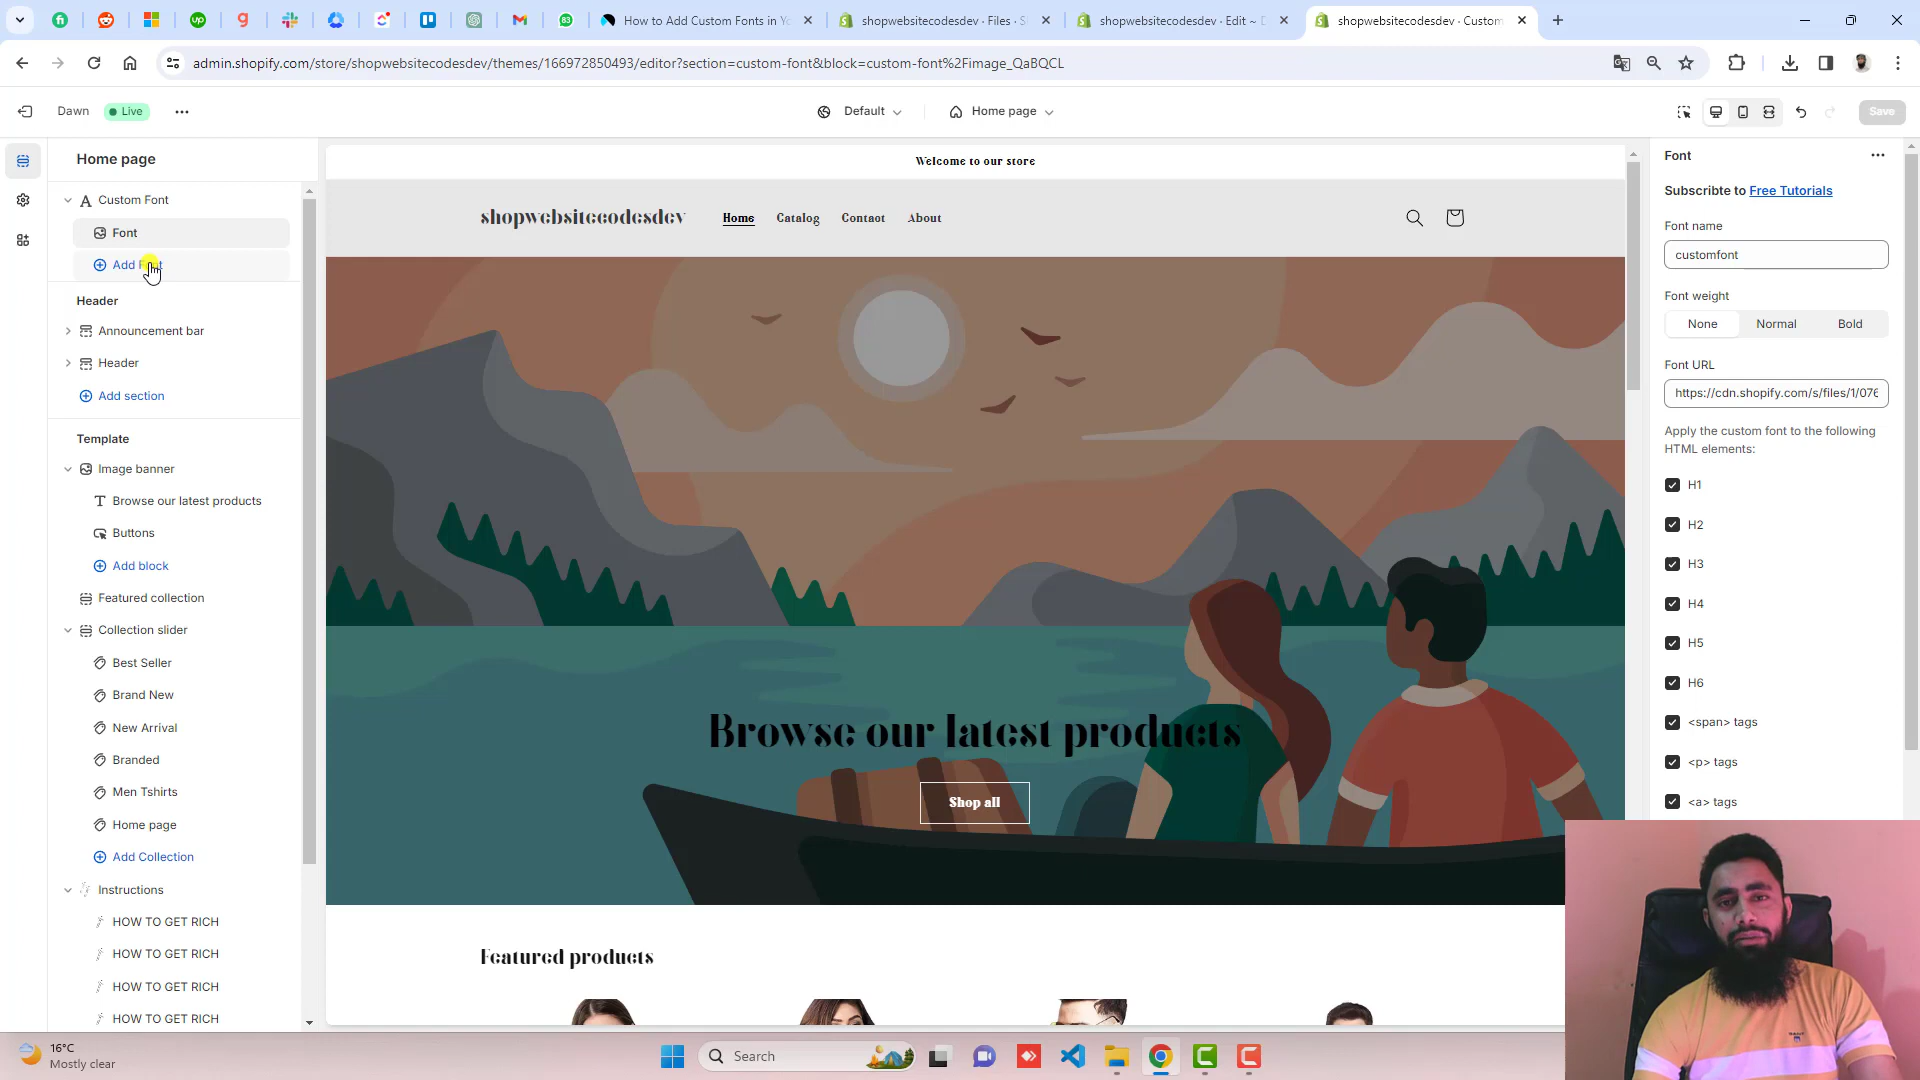 How to Add Custom Fonts in Yo
shopwebsitecodesdev · Files · S
shopwebsitecodesdev · Edit ~ D
shopwebsitecodesdev · Custom
admin.shopify.com/store/shopwebsitecodesdev/themes/166972850493/editor?section=custom-font&block=custom-font%2Fimage_QaBQCL
Dawn
Live
Default
Home page
Save
Home page
Custom Font
Font
Add Font
Header
Announcement bar
Header
Add section
Template
Image banner
Browse our latest products
Buttons
Add block
Featured collection
Collection slider
Best Seller
Brand New
New Arrival
Branded
Men Tshirts
Home page
Add Collection
Instructions
HOW TO GET RICH
HOW TO GET RICH
HOW TO GET RICH
HOW TO GET RICH
Welcome to our store
shopwebsitecodesdev
Home Catalog Contact About
Browse our latest products
Shop all
Featured products
Font
Subscribte to Free Tutorials
Font name
customfont
Font weight
None Normal Bold
Font URL
https://cdn.shopify.com/s/files/1/076
Apply the custom font to the following
HTML elements:
H1
H2
H3
H4
H5
H6
<span> tags
<p> tags
<a> tags
16°C
Mostly clear
Search